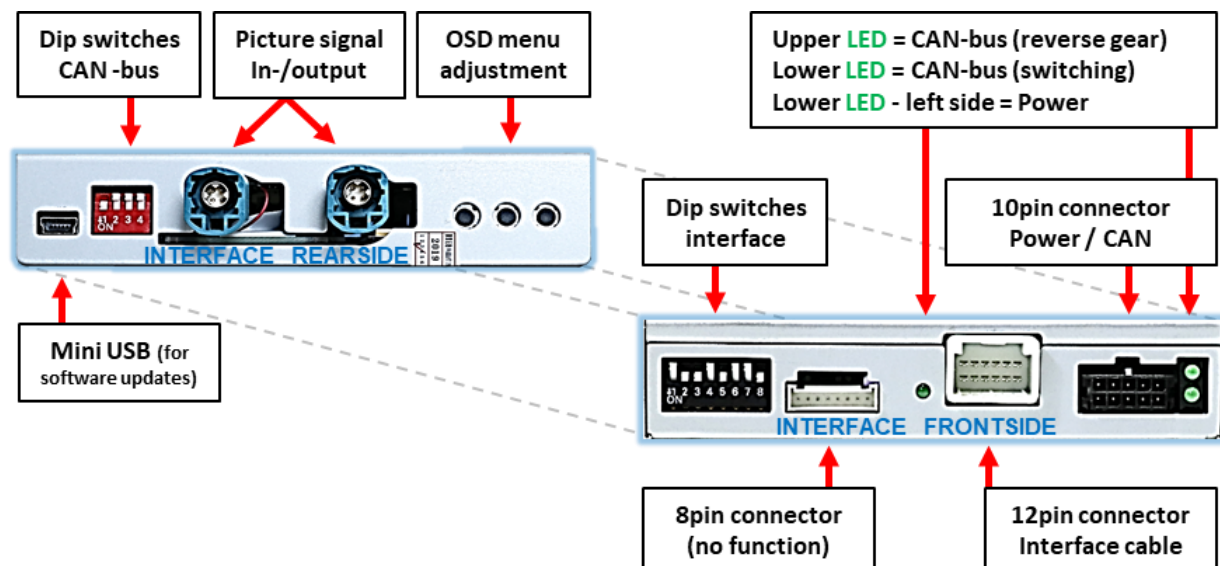 Dip switches
CAN -bus
Picture signal
In-/output
OSD menu
adjustment
Upper LED = CAN-bus (reverse gear)
Lower LED = CAN-bus (switching)
Lower LED - left side = Power
1 2 3 4
ON
INTERFACE REARSIDE
2019
Dip switches
interface
10pin connector
Power / CAN
Mini USB (for
software updates)
1 2 3 4 5 6 7 8
ON
INTERFACE FRONTSIDE
8pin connector
(no function)
12pin connector
Interface cable